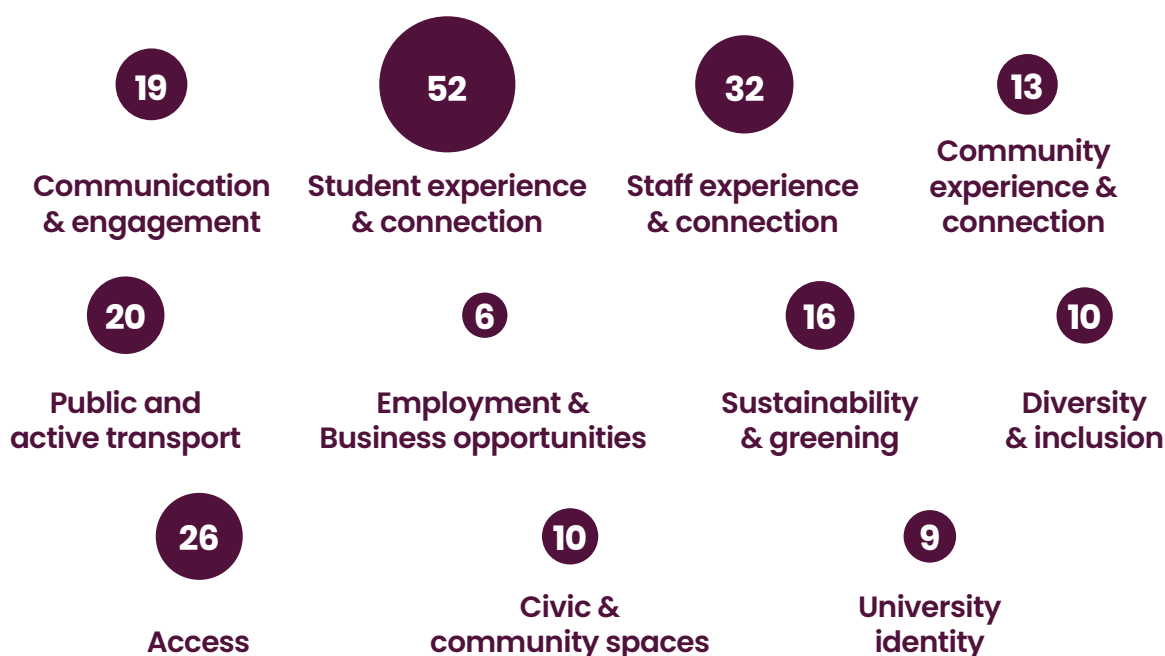 19
Communication
& engagement
52
Student experience
& connection
32
Staff experience
& connection
13
Community
experience &
connection
20
Public and
active transport
6
Employment &
Business opportunities
16
Sustainability
& greening
10
Diversity
& inclusion
26
Access
10
Civic &
community spaces
9
University
identity